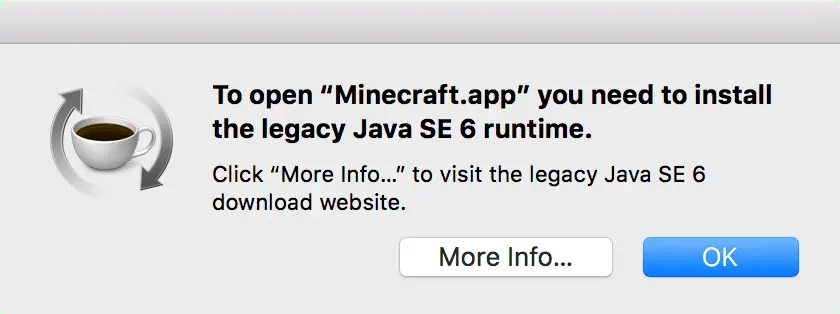 To open “Minecraft.app” you need to install
the legacy Java SE 6 runtime.
Click “More Info...” to visit the legacy Java SE 6
download website.
More Info...
OK